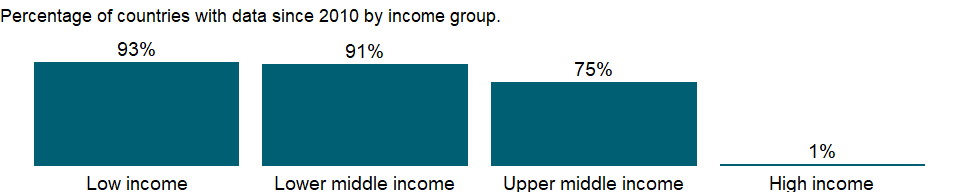 Percentage of countries with data since 2010 by income group.
93%
91%
75%
1%
Low income
Lower middle income
Upper middle income
High income